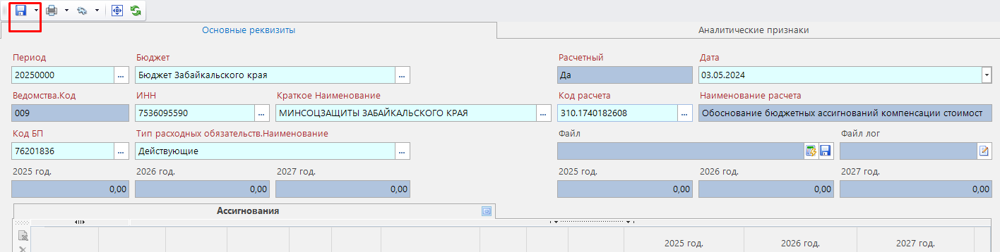 Основные реквизиты Аналитические признаки
Период Бюджет Расчетный Дата
20250000 ... Бюджет Забайкальского края ... Да 03.05.2024
Ведомства.Код ИНН Краткое Наименование Код расчета Наименование расчета
009 7536095590 ... МИНСОЦЗАЩИТЫ ЗАБАЙКАЛЬСКОГО КРАЯ ... 310.1740182608 ... Обоснование бюджетных ассигнований компенсации стоимост
Код БП Тип расходных обязательств.Наименование Файл Файл лог
76201836 ... Действующие ...
2025 год. 2026 год. 2027 год. 2025 год. 2026 год. 2027 год.
0,00 0,00 0,00 0,00 0,00 0,00
Ассигнования
2025 год. 2026 год. 2027 год.